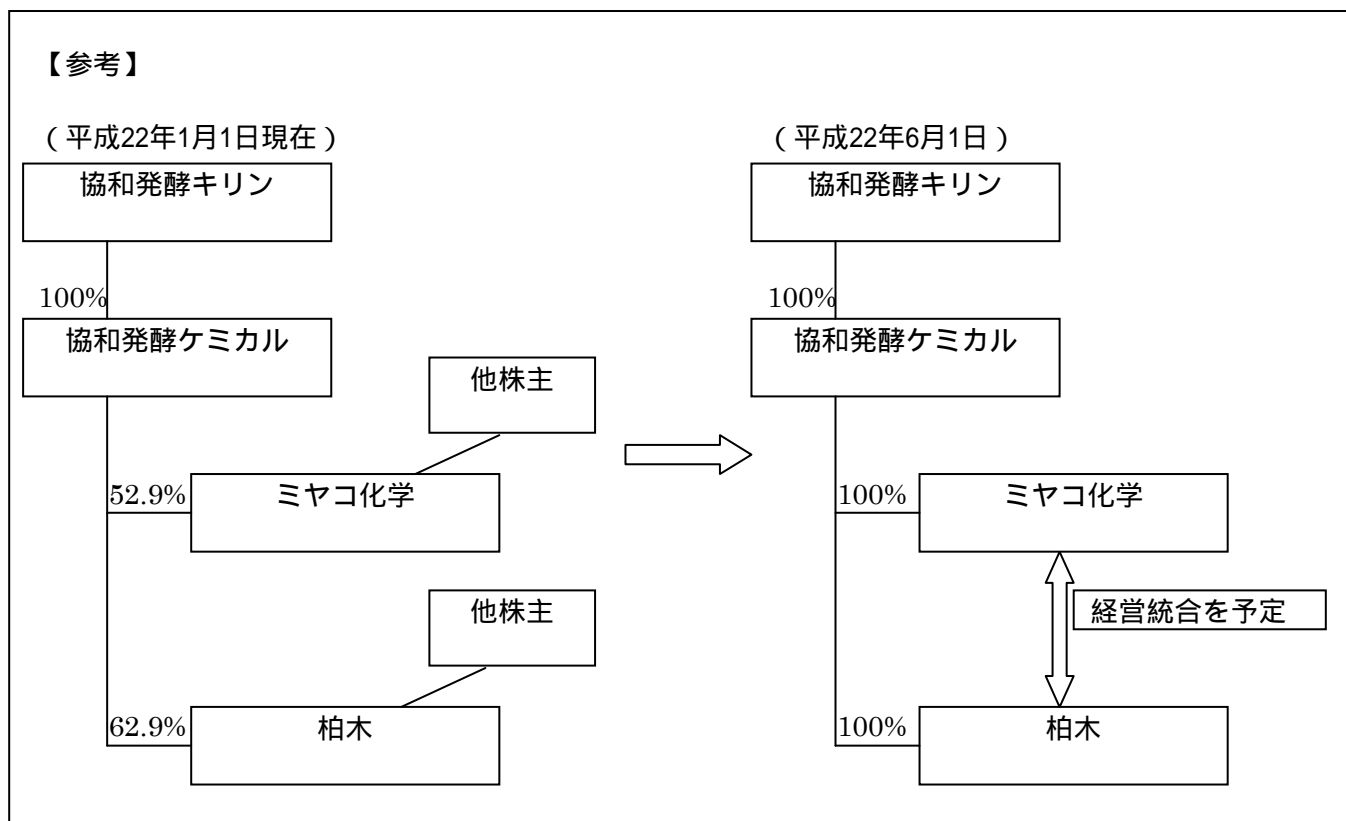 【参考】
（平成22年1月1日現在）
協和発酵キリン
100%
協和発酵ケミカル
他株主
52.9%
ミヤコ化学
他株主
62.9%
柏木
（平成22年6月1日）
協和発酵キリン
100%
協和発酵ケミカル
100%
ミヤコ化学
経営統合を予定
100%
柏木